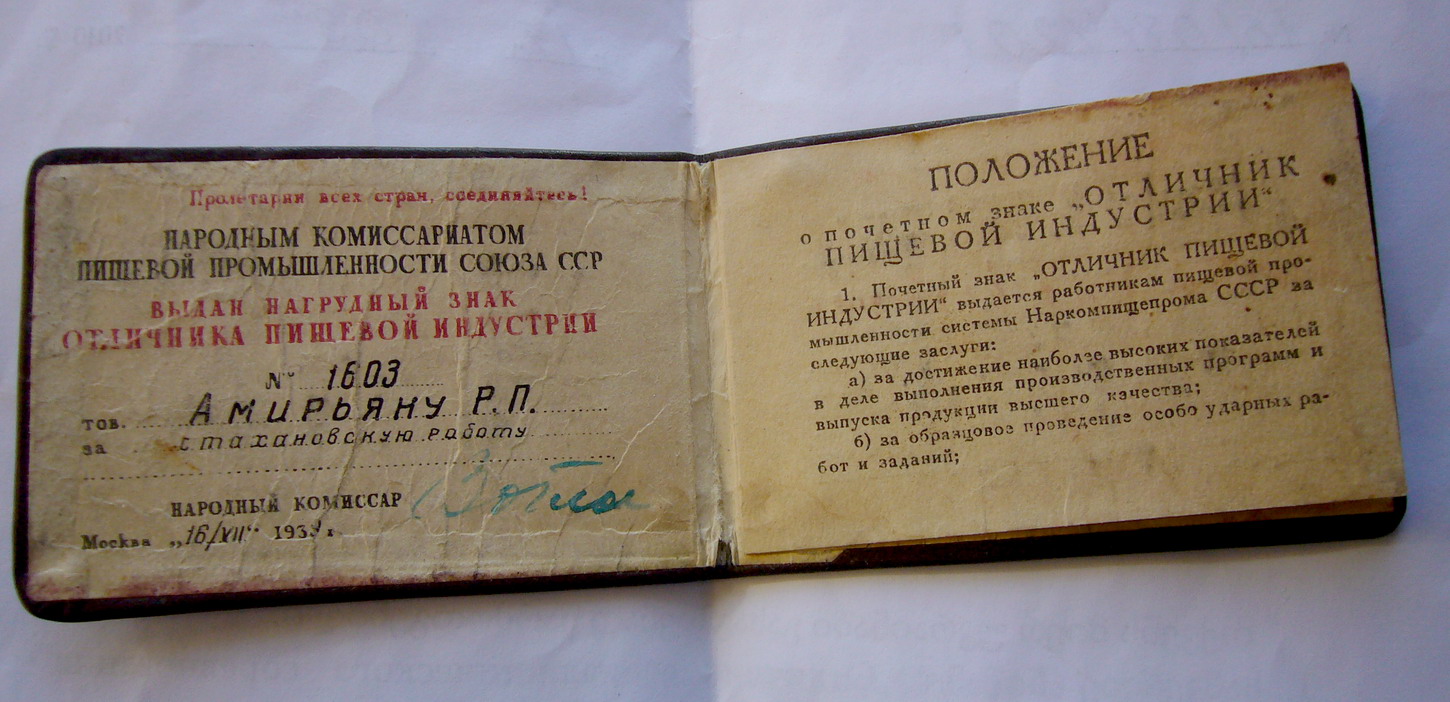 Пролетарии всех стран, соединяйтесь!
НАРОДНЫМ КОМИССАРИАТОМ
ПИЩЕВОЙ ПРОМЫШЛЕННОСТИ СОЮЗА ССР
ВЫДАН НАГРУДНЫЙ ЗНАК
ОТЛИЧНИКА ПИЩЕВОЙ ИНДУСТРИИ
№ 1603
тов. АМИРЬЯНУ Р.П.
за стахановскую работу
НАРОДНЫЙ КОМИССАР
Москва „16/XII“ г.
ПОЛОЖЕНИЕ
о почетном знаке „ОТЛИЧНИК
ПИЩЕВОЙ ИНДУСТРИИ“
1. Почетный знак „ОТЛИЧНИК ПИЩЕВОЙ
ИНДУСТРИИ“ выдается работникам пищевой про-
мышленности системы Наркомпищепрома СССР за
следующие заслуги:
а) за достижение наиболее высоких показателей
в деле выполнения производственных программ и
выпуска продукции высшего качества;
б) за образцовое проведение особо ударных ра-
бот и заданий;